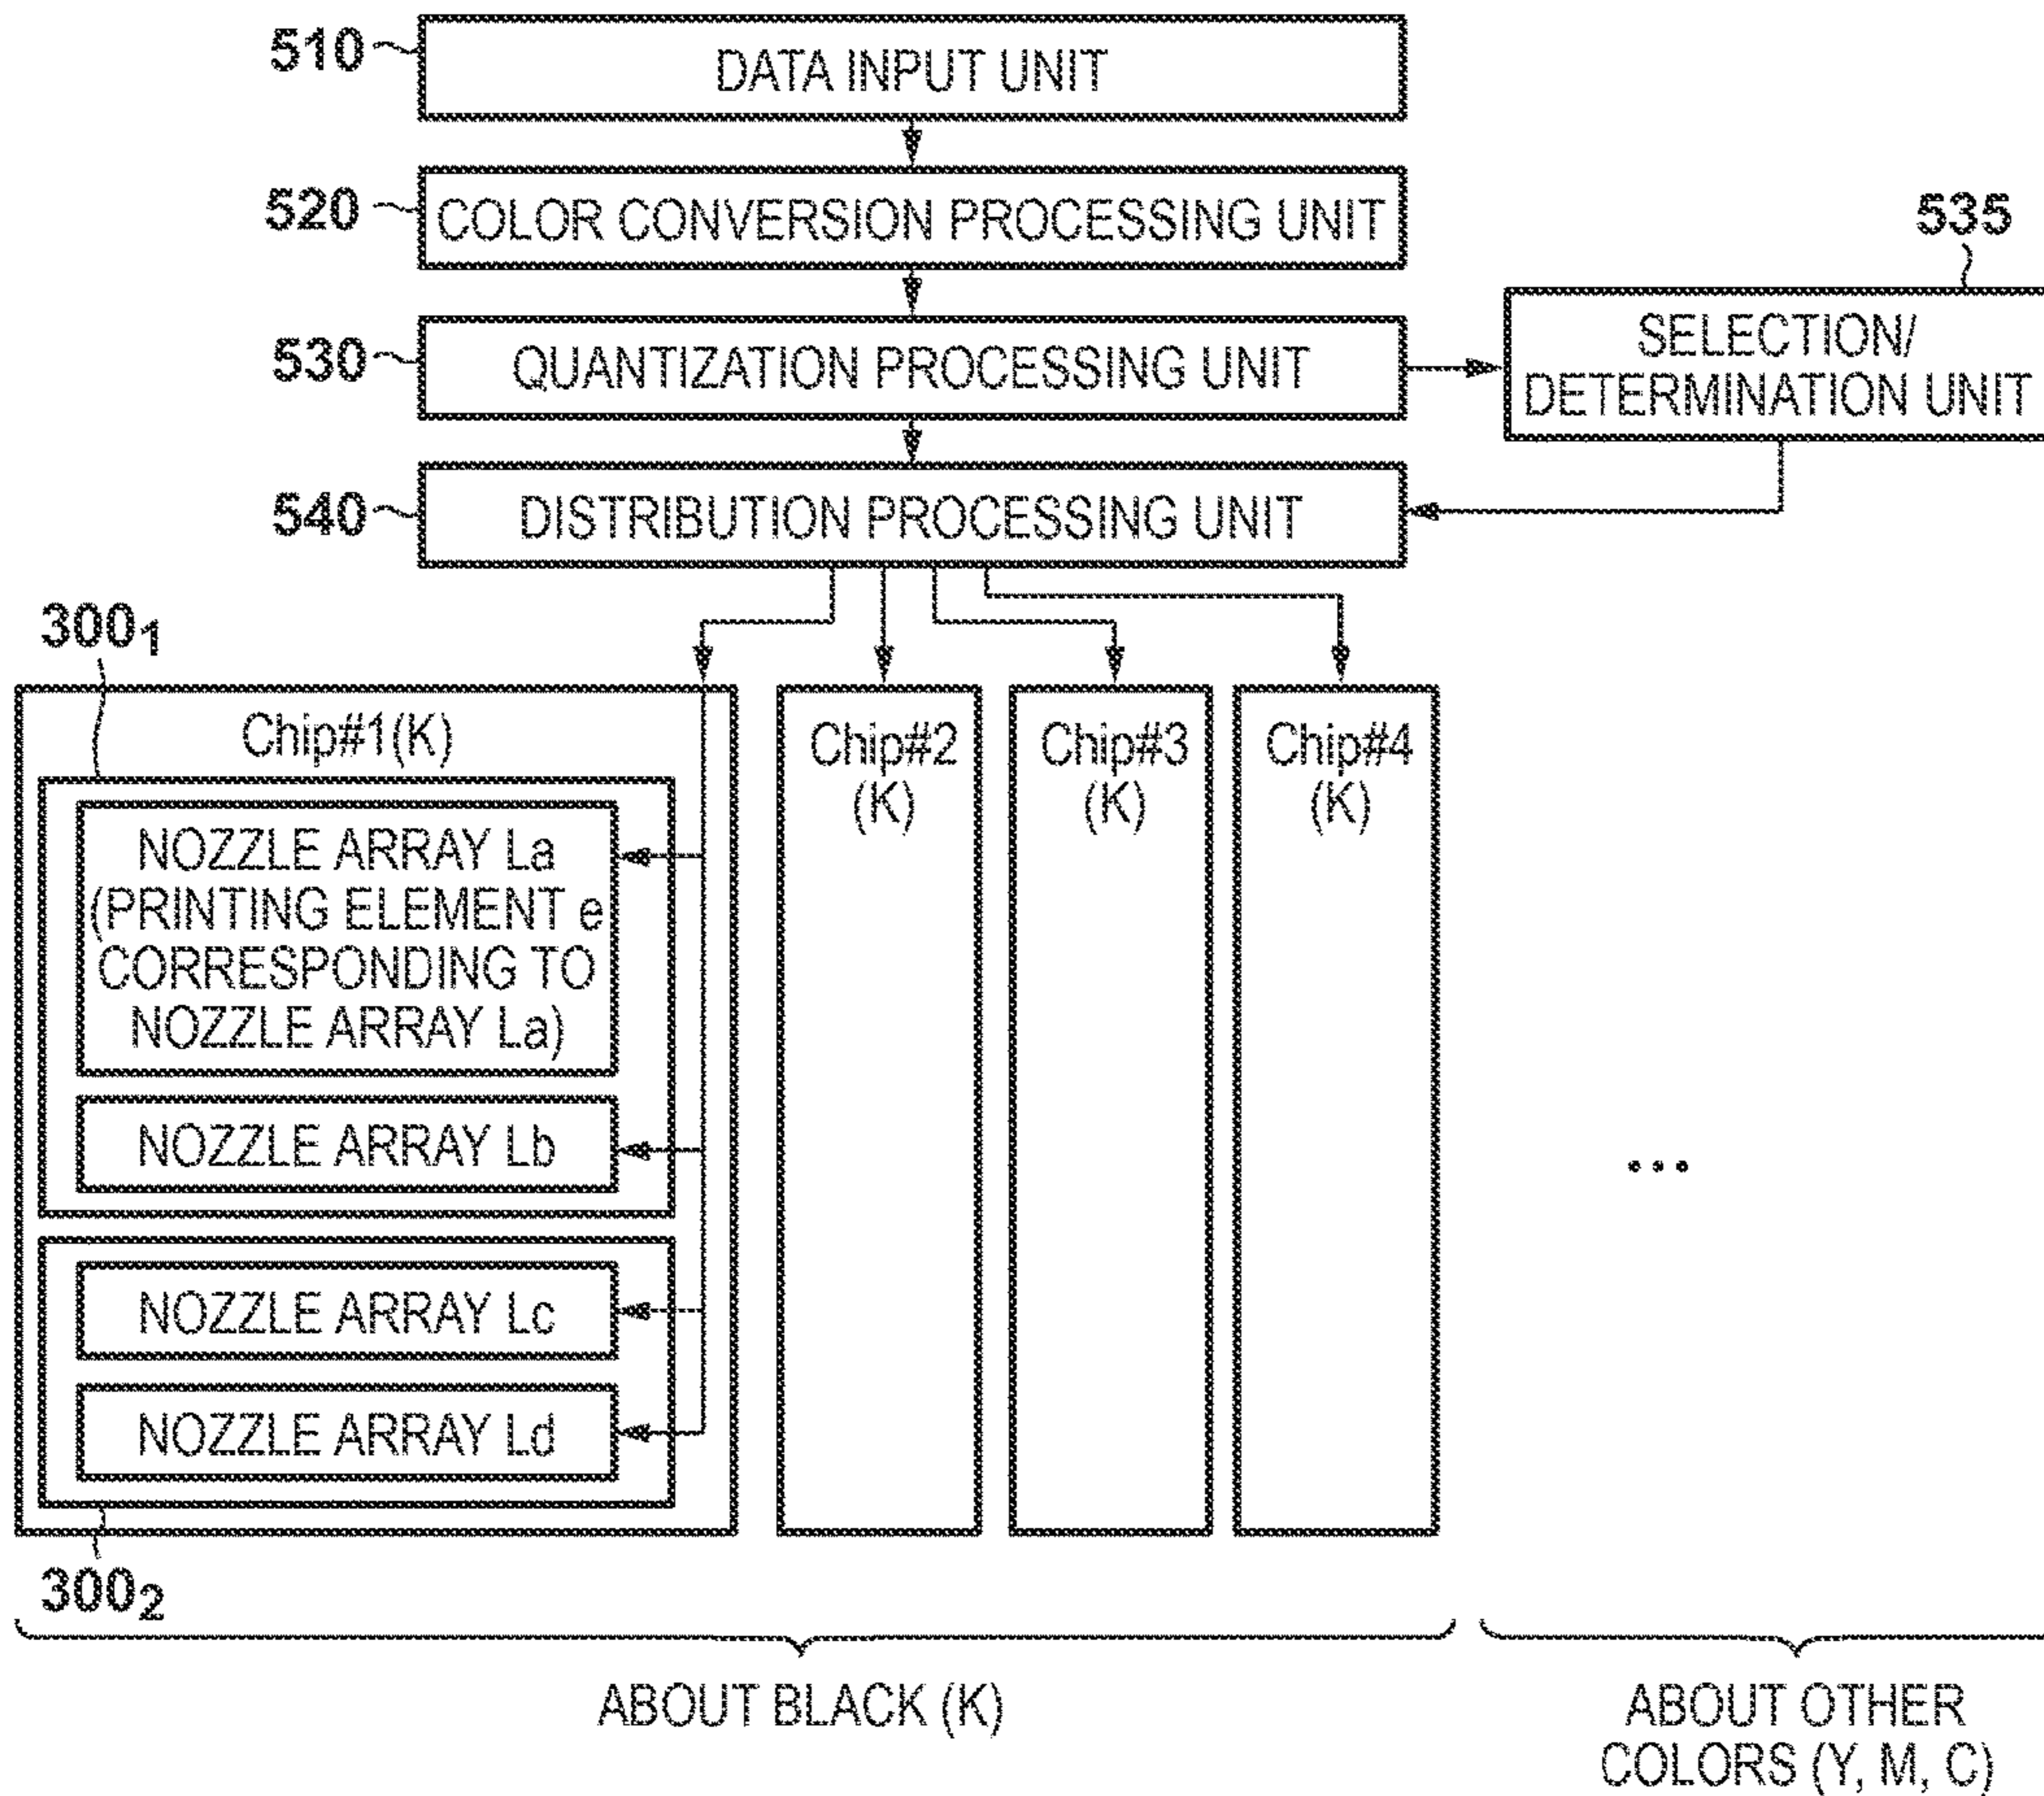 510
DATA INPUT UNIT
520
COLOR CONVERSION PROCESSING UNIT
535
530
QUANTIZATION PROCESSING UNIT
SELECTION/
DETERMINATION UNIT
540
DISTRIBUTION PROCESSING UNIT
300₁
Chip#1(K)
NOZZLE ARRAY La
(PRINTING ELEMENT e
CORRESPONDING TO
NOZZLE ARRAY La)
NOZZLE ARRAY Lb
NOZZLE ARRAY Lc
NOZZLE ARRAY Ld
300₂
Chip#2
(K)
Chip#3
(K)
Chip#4
(K)
...
ABOUT BLACK (K)
ABOUT OTHER
COLORS (Y, M, C)